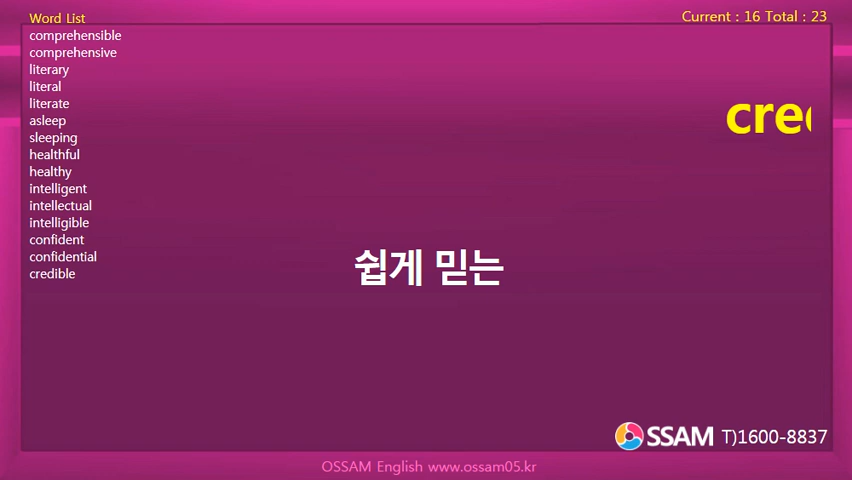 Word List
Current : 16 Total : 23
comprehensible
comprehensive
literary
literal
literate
asleep
sleeping
healthful
healthy
intelligent
intellectual
intelligible
confident
confidential
credible
쉽게 믿는
SSAM T)1600-8837
OSSAM English www.ossam05.kr